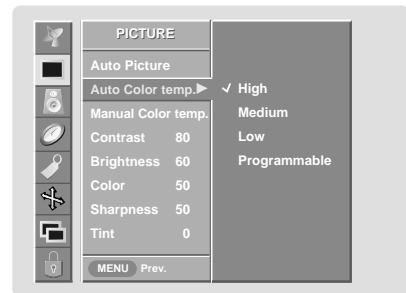 PICTURE
Auto Picture
Auto Color temp.▶
Manual Color temp.
Contrast 80
Brightness 60
Color 50
Sharpness 50
Tint 0
MENU Prev.
✓ High
Medium
Low
Programmable